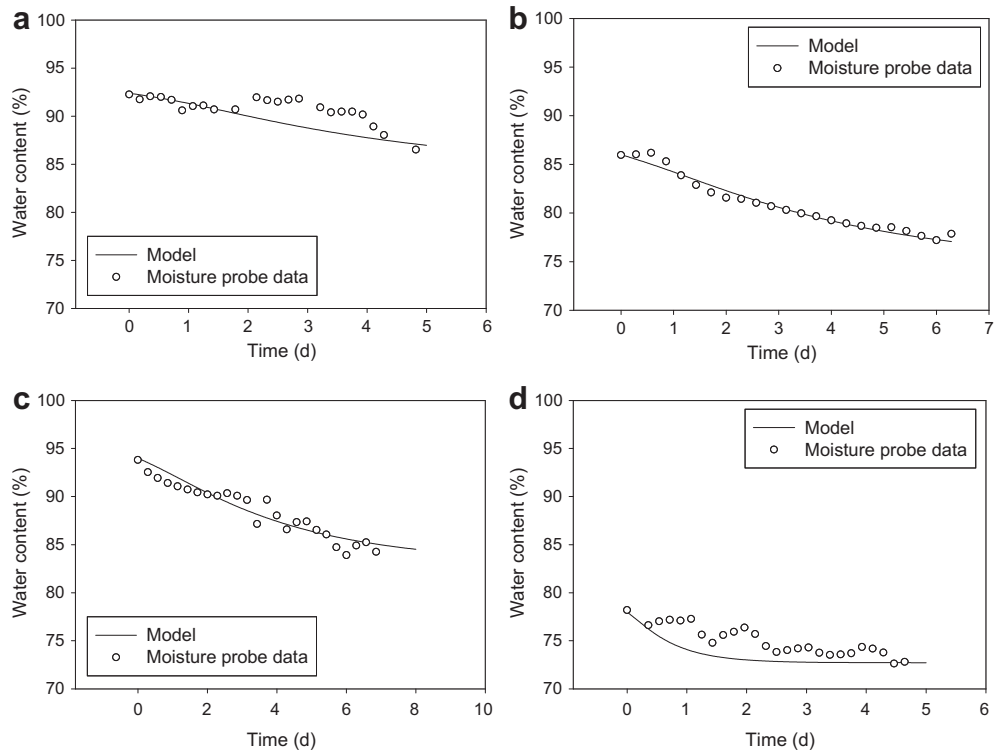 a
100
95
90
85
80
75
70
Water content (%)
Model
Moisture probe data
0 1 2 3 4 5 6
Time (d)
b
100
95
90
85
80
75
70
Water content (%)
Model
Moisture probe data
0 1 2 3 4 5 6 7
Time (d)
c
100
95
90
85
80
75
70
Water content (%)
Model
Moisture probe data
0 2 4 6 8 10
Time (d)
d
100
95
90
85
80
75
70
Water content (%)
Model
Moisture probe data
0 1 2 3 4 5 6
Time (d)